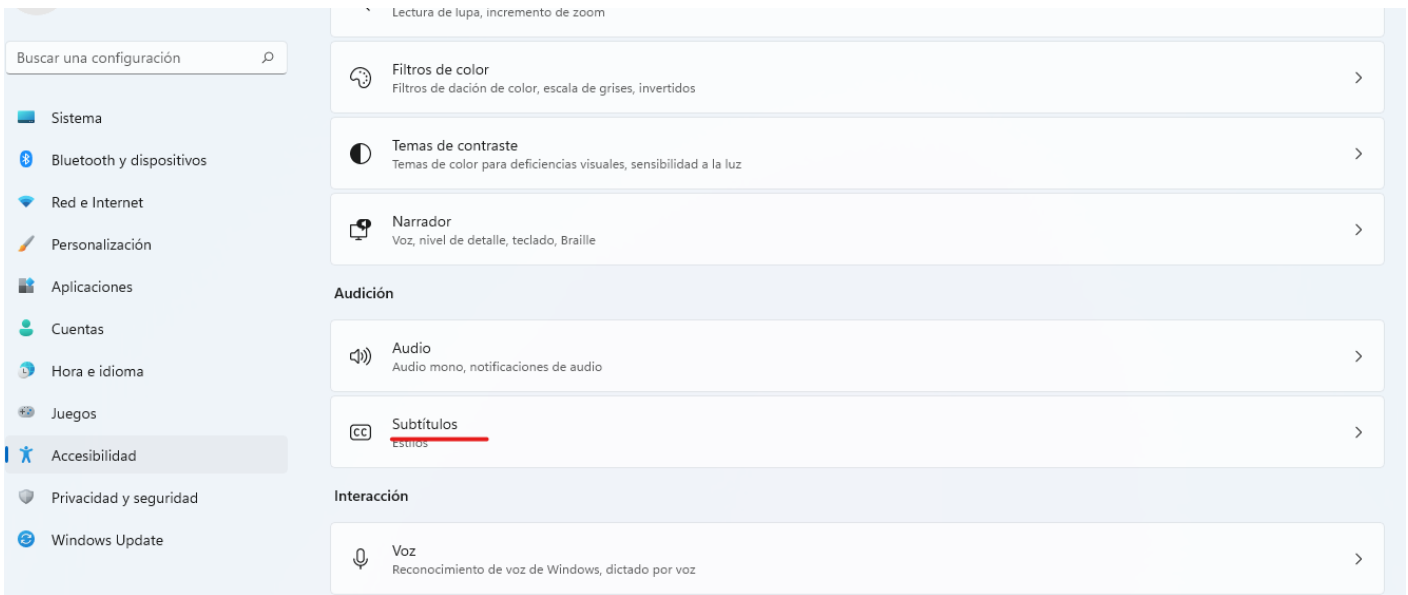 Lectura de lupa, incremento de zoom
Buscar una configuración
Filtros de color
Filtros de dación de color, escala de grises, invertidos
Sistema
Temas de contraste
Temas de color para deficiencias visuales, sensibilidad a la luz
Bluetooth y dispositivos
Red e Internet
Narrador
Voz, nivel de detalle, teclado, Braille
Personalización
Aplicaciones
Audición
Cuentas
Audio
Audio mono, notificaciones de audio
Hora e idioma
Juegos
CC
Subtítulos
Estilos
Accesibilidad
Privacidad y seguridad
Interacción
Windows Update
Voz
Reconocimiento de voz de Windows, dictado por voz